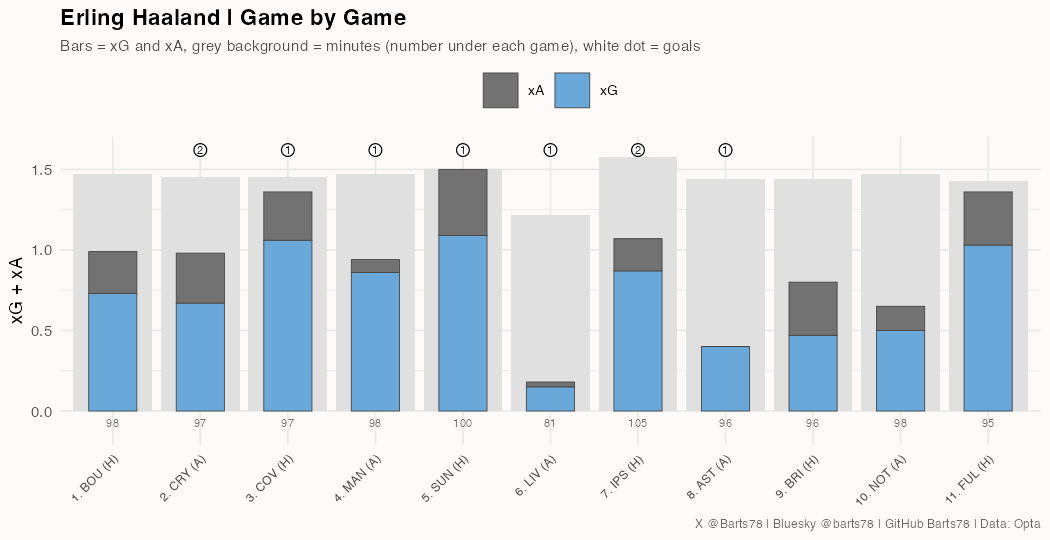 Erling Haaland | Game by Game
Bars = xG and xA, grey background = minutes (number under each game), white dot = goals
xA xG
2 1 1 1 1 2 1
1.5
1.0
0.5
0.0
xG + xA
98 97 97 98 100 81 105 96 96 98 95
1. BOU (H) 2. CRY (A) 3. COV (H) 4. MAN (A) 5. SUN (H) 6. LIV (A) 7. IPS (H) 8. AST (A) 9. BRI (H) 10. NOT (A) 11. FUL (H)
X @Barts78 | Bluesky @barts78 | GitHub Barts78 | Data: Opta